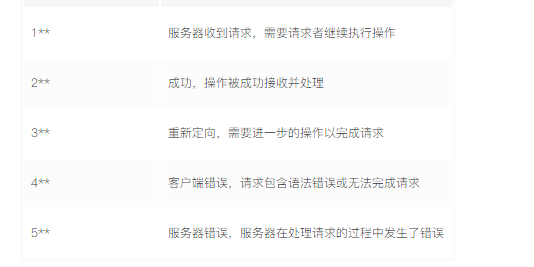 1** 服务器收到请求，需要请求者继续执行操作
2** 成功，操作被成功接收并处理
3** 重新定向，需要进一步的操作以完成请求
4** 客户端错误，请求包含语法错误或无法完成请求
5** 服务器错误，服务器在处理请求的过程中发生了错误